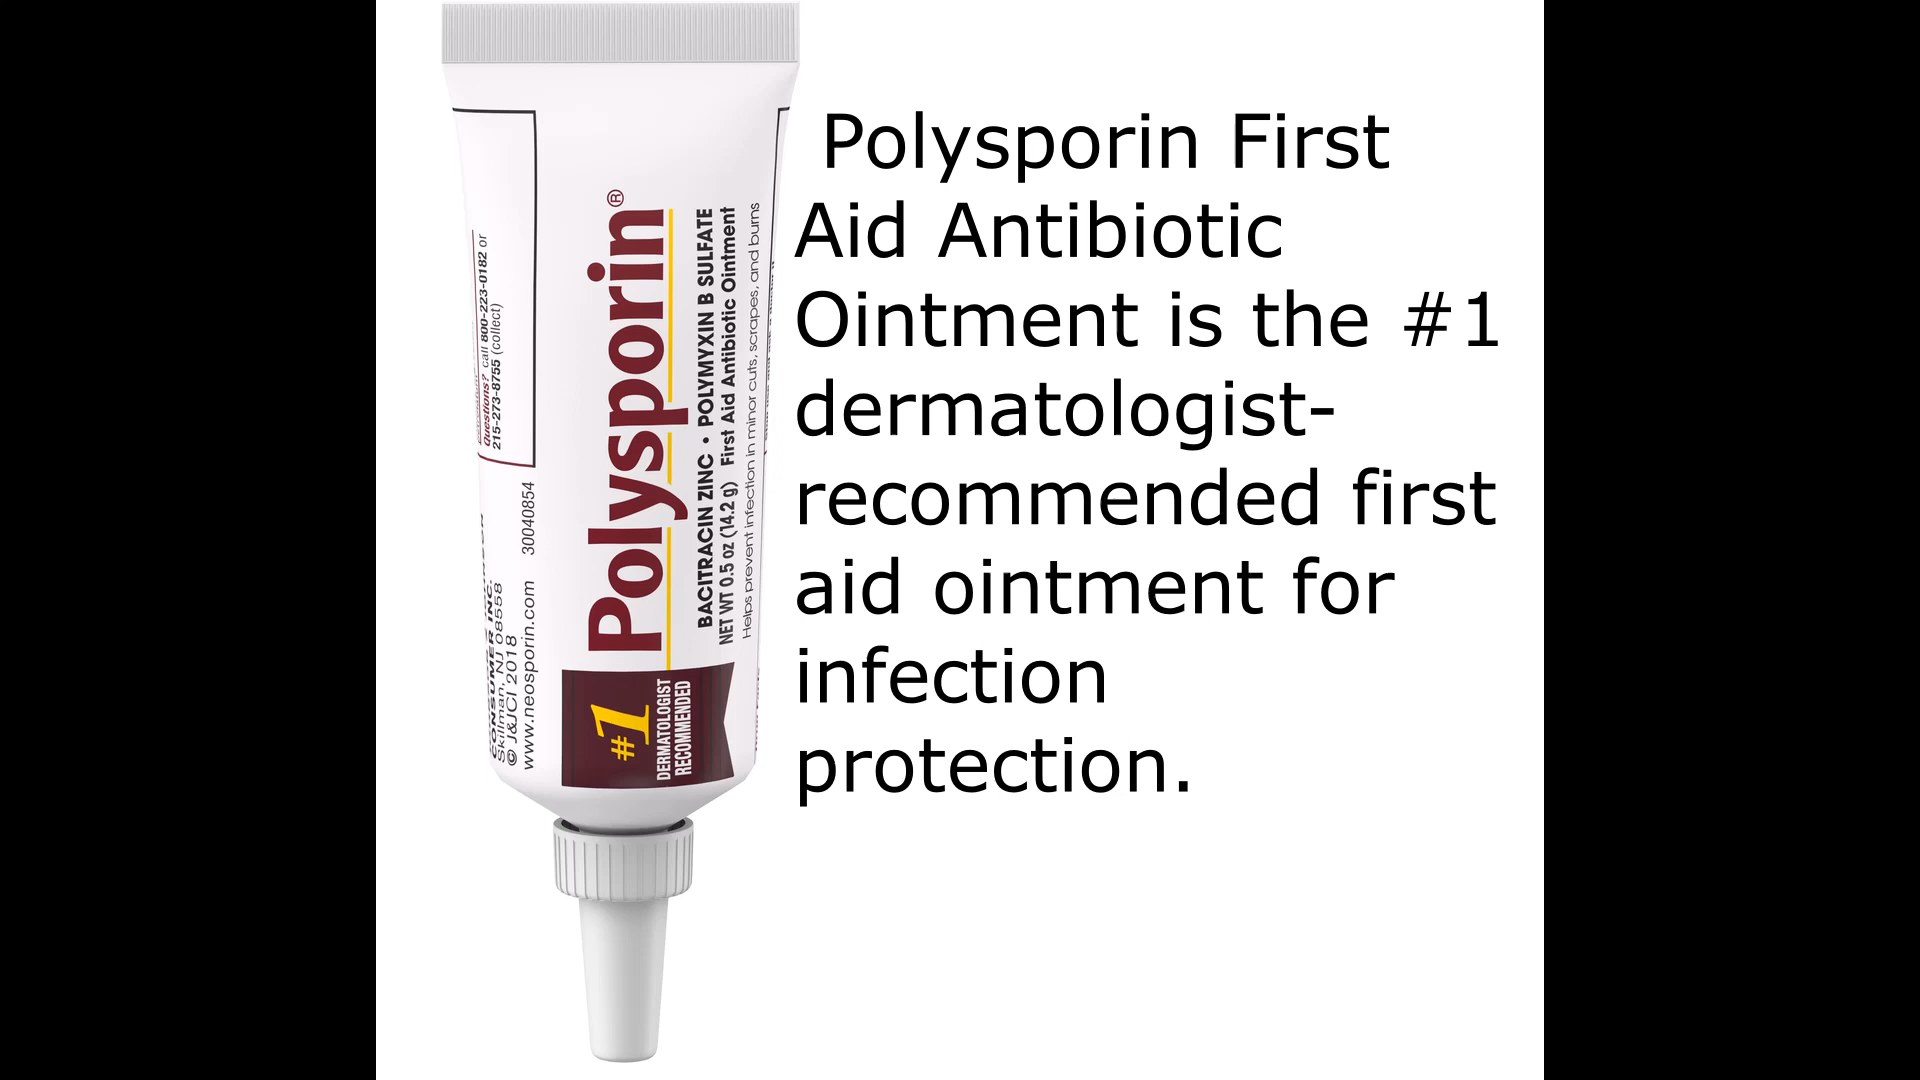 Questions? call 800-223-0182 or
215-273-8755 (collect)
CONSUMER INC.
Skillman, NJ 08558
© J&JCI 2018
www.neosporin.com 30040854
#1
DERMATOLOGIST
RECOMMENDED
Polysporin®
BACITRACIN ZINC • POLYMYXIN B SULFATE
NET WT 0.5 oz (14.2 g) First Aid Antibiotic Ointment
Helps prevent infection in minor cuts, scrapes, and burns
Polysporin First
Aid Antibiotic
Ointment is the #1
dermatologist-
recommended first
aid ointment for
infection
protection.